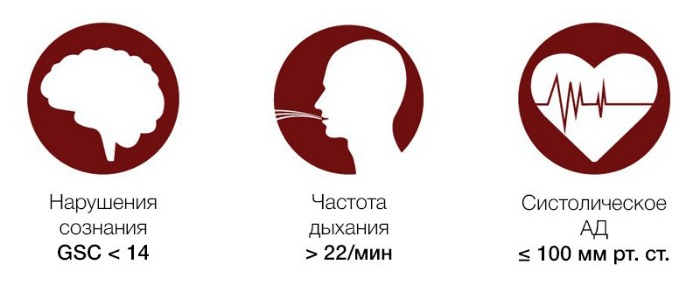 Нарушения
сознания
GSC < 14
Частота
дыхания
> 22/мин
Систолическое
АД
≤ 100 мм рт. ст.